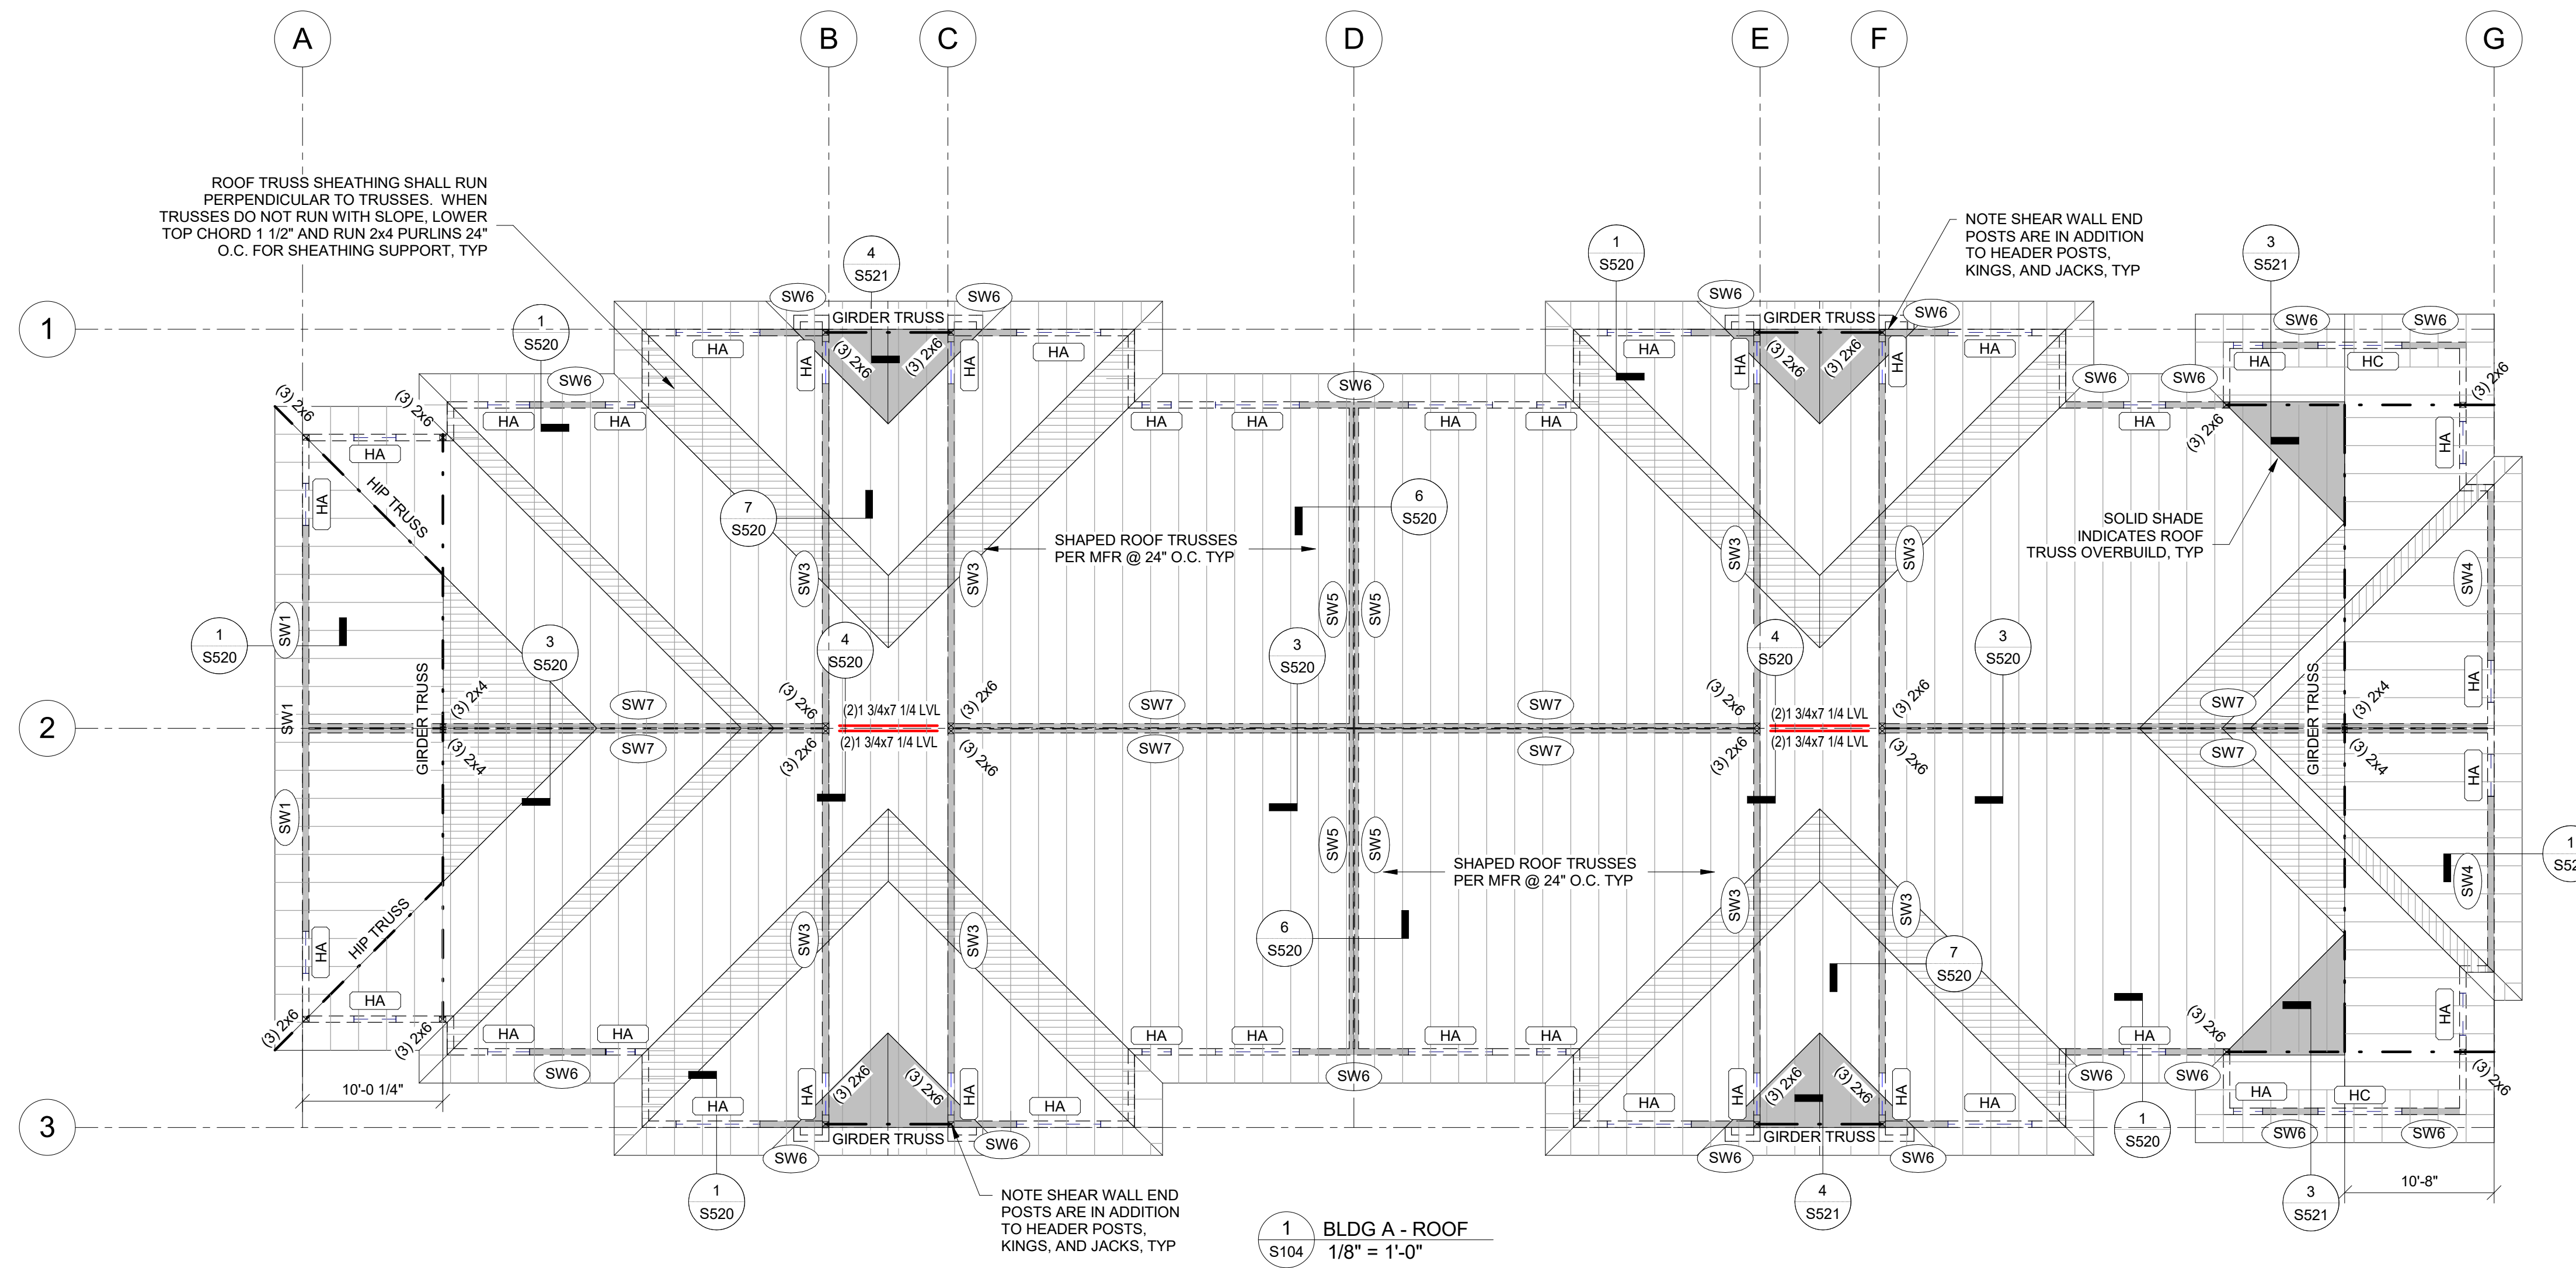 A
B
C
D
E
F
G
ROOF TRUSS SHEATHING SHALL RUN
PERPENDICULAR TO TRUSSES. WHEN
TRUSSES DO NOT RUN WITH SLOPE, LOWER
TOP CHORD 1 1/2" AND RUN 2x4 PURLINS 24"
O.C. FOR SHEATHING SUPPORT, TYP
NOTE SHEAR WALL END
POSTS ARE IN ADDITION
TO HEADER POSTS,
KINGS, AND JACKS, TYP
4
S521
1
S520
3
S521
1
S520
1
SW6
GIRDER TRUSS
SW6
SW6
GIRDER TRUSS
SW6
SW6
SW6
HA
HA
(3) 2x6
(3) 2x6
HA
HA
HA
HA
(3) 2x6
(3) 2x6
HA
HA
HA
HC
SW6
SW6
SW6
SW6
(3) 2x6
(3) 2x6
(3) 2x6
HA
HA
HA
HA
HA
HA
HA
HA
(3) 2x6
HA
HA
HA
HIP TRUSS
7
S520
6
S520
SHAPED ROOF TRUSSES
PER MFR @ 24" O.C. TYP
SOLID SHADE
INDICATES ROOF
TRUSS OVERBUILD, TYP
SW3
SW3
SW3
SW3
SW5
SW5
SW4
1
S520
SW1
3
S520
4
S520
3
S520
4
S520
3
S520
GIRDER TRUSS
GIRDER TRUSS
HA
2
SW1
(3) 2x4
(3) 2x4
SW7
SW7
(3) 2x6
(3) 2x6
(2)1 3/4x7 1/4 LVL
(2)1 3/4x7 1/4 LVL
(3) 2x6
(3) 2x6
SW7
SW7
SW7
SW7
(3) 2x6
(3) 2x6
(2)1 3/4x7 1/4 LVL
(2)1 3/4x7 1/4 LVL
(3) 2x6
(3) 2x6
SW7
SW7
(3) 2x4
(3) 2x4
HA
SW1
SW5
SW5
SHAPED ROOF TRUSSES
PER MFR @ 24" O.C. TYP
1
SW4
SW3
SW3
SW3
SW3
6
S520
7
S520
HIP TRUSS
HA
HA
HA
(3) 2x6
(3) 2x6
HA
HA
HA
HA
HA
HA
(3) 2x6
HA
SW6
SW6
SW6
SW6
(3) 2x6
10'-0 1/4"
HA
HA
(3) 2x6
(3) 2x6
HA
HA
HA
HA
(3) 2x6
(3) 2x6
HA
HA
HA
HC
3
GIRDER TRUSS
GIRDER TRUSS
SW6
SW6
SW6
SW6
SW6
SW6
1
S520
1
S520
4
S521
3
S521
10'-8"
NOTE SHEAR WALL END
POSTS ARE IN ADDITION
TO HEADER POSTS,
KINGS, AND JACKS, TYP
1
S104
BLDG A - ROOF
1/8" = 1'-0"